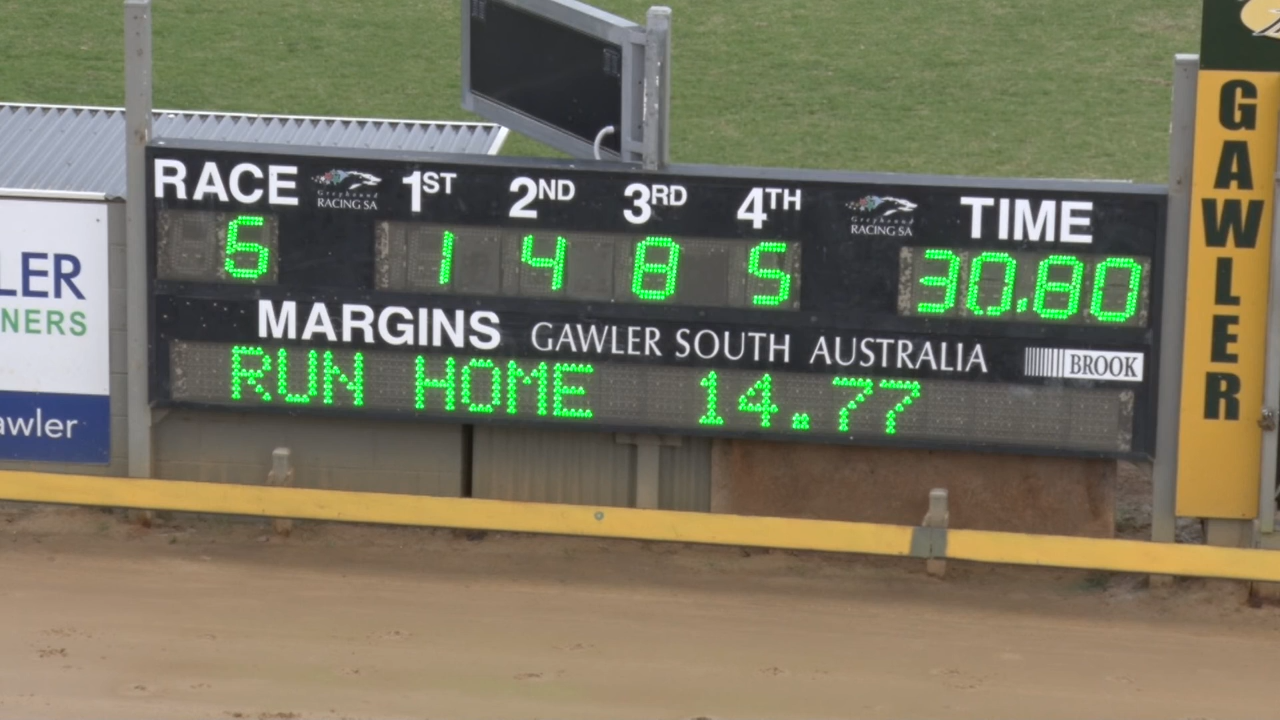 RACE
Greyhound
RACING SA
1ST
2ND
3RD
4TH
Greyhound
RACING SA
TIME
6
1
4
8
5
30.80
MARGINS
GAWLER SOUTH AUSTRALIA
BROOK
RUN HOME 14.77
LER
NERS
awler
GAWLER